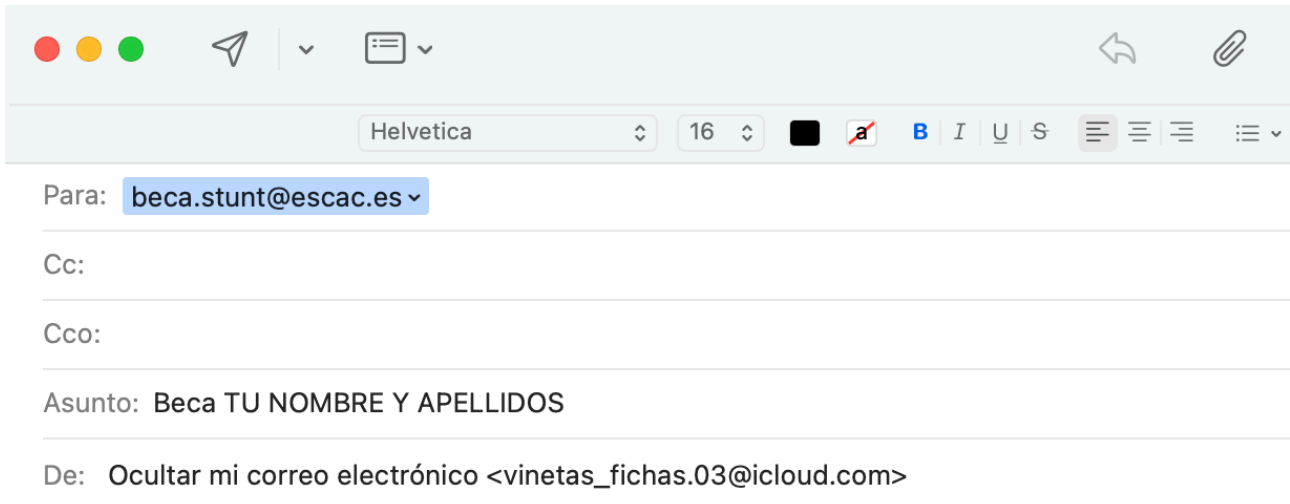 Helvetica 16 a B I U S
Para: beca.stunt@escac.es
Cc:
Cco:
Asunto: Beca TU NOMBRE Y APELLIDOS
De: Ocultar mi correo electrónico <vinetas_fichas.03@icloud.com>